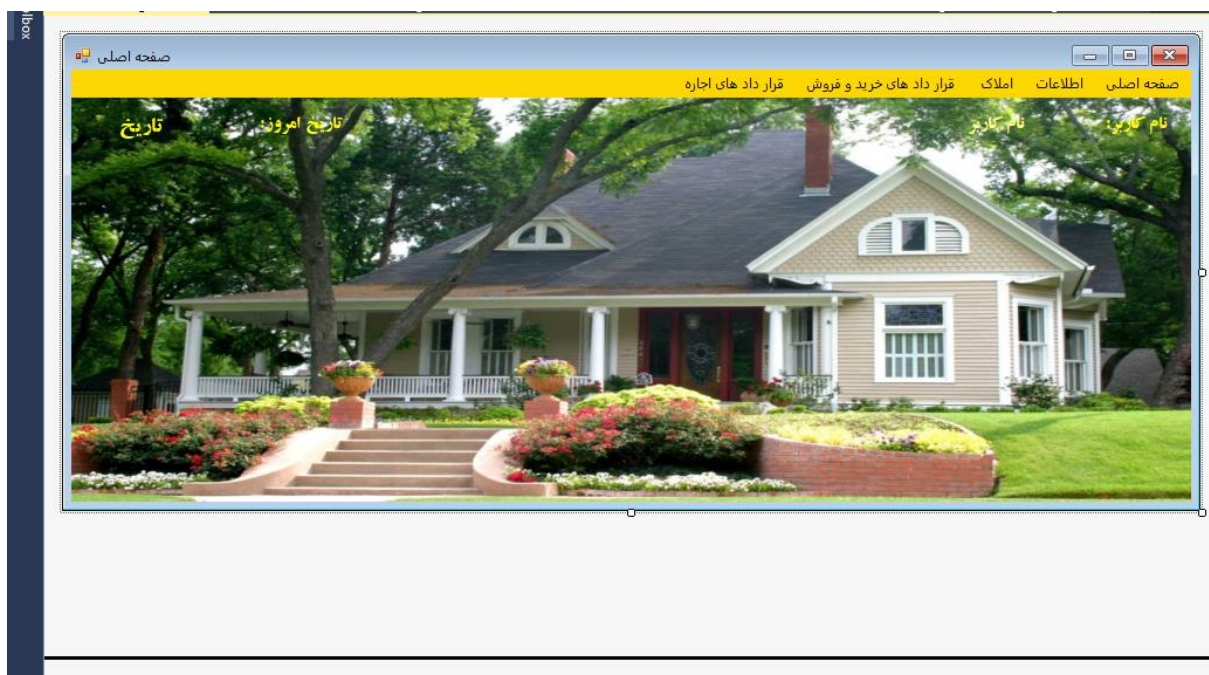 lbox
صفحه اصلی
صفحه اصلی اطلاعات املاک قرار داد های خرید و فروش قرار داد های اجاره
نام کاربر: نام کاربر تاریخ امروز: تاریخ